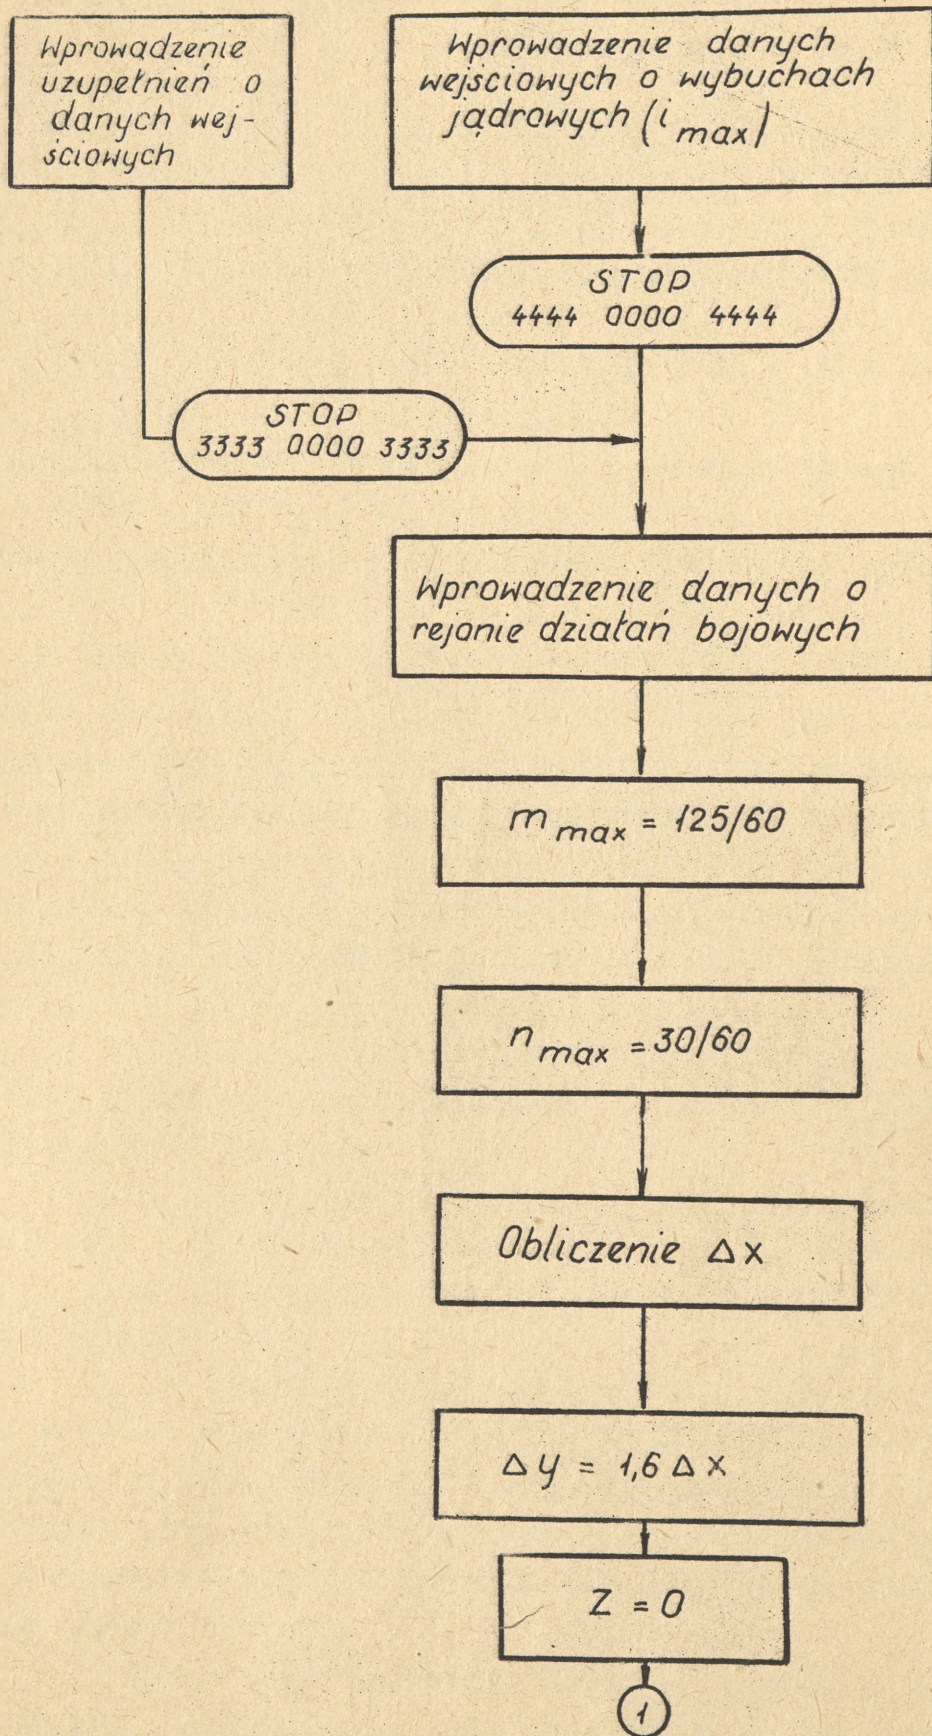 Wprowadzenie
uzupełnień o
danych wej-
ściowych
Wprowadzenie danych
wejściowych o wybuchach
jądrowych (i max)
STOP
4444 0000 4444
STOP
3333 0000 3333
Wprowadzenie danych o
rejonie działań bojowych
m max = 125/60
n max = 30/60
Obliczenie Δx
Δy = 1,6 Δx
Z = 0
1